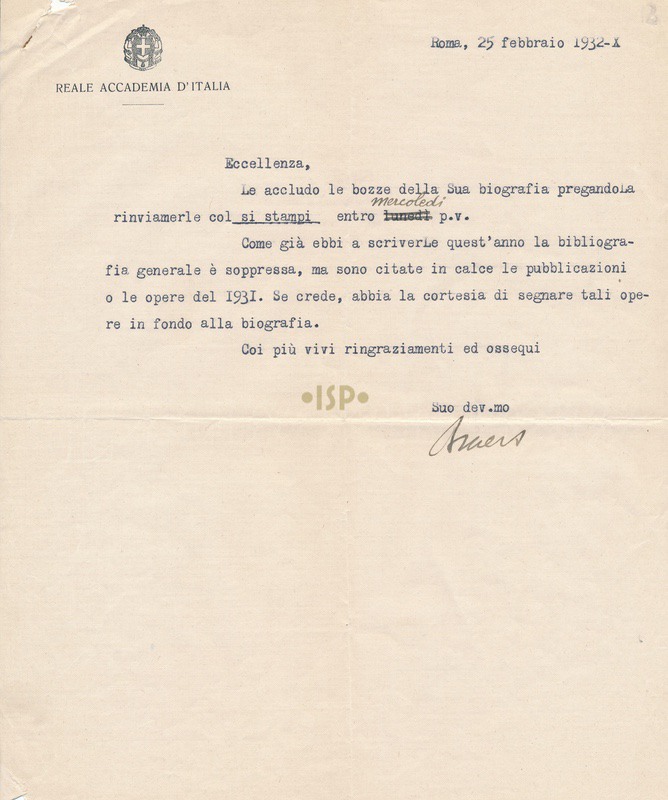 Roma, 25 febbraio 1932-X
REALE ACCADEMIA D'ITALIA
Eccellenza,
Le accludo le bozze della Sua biografia pregandoLa
mercoledì
rinviarmerle col si stampi entro lunedì p.v.
Come già ebbi a scriverLe quest'anno la bibliogra-
fia generale è soppressa, ma sono citate in calce le pubblicazioni
o le opere del 1931. Se crede, abbia la cortesia di segnare tali ope-
re in fondo alla biografia.
Coi più vivi ringraziamenti ed ossequi
•ISP•
Suo dev.mo